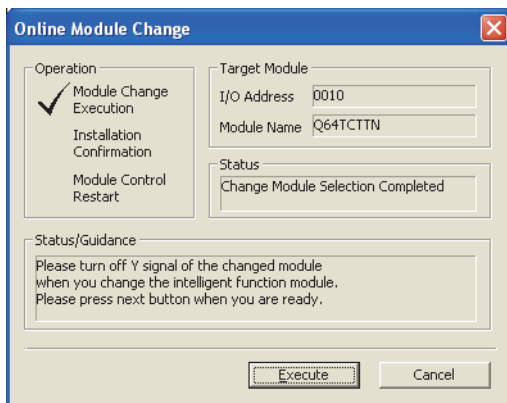 Online Module Change
Operation
Module Change
Execution
Installation
Confirmation
Module Control
Restart
Target Module
I/O Address 0010
Module Name Q64TCTTN
Status
Change Module Selection Completed
Status/Guidance
Please turn off Y signal of the changed module
when you change the intelligent function module.
Please press next button when you are ready.
Execute Cancel